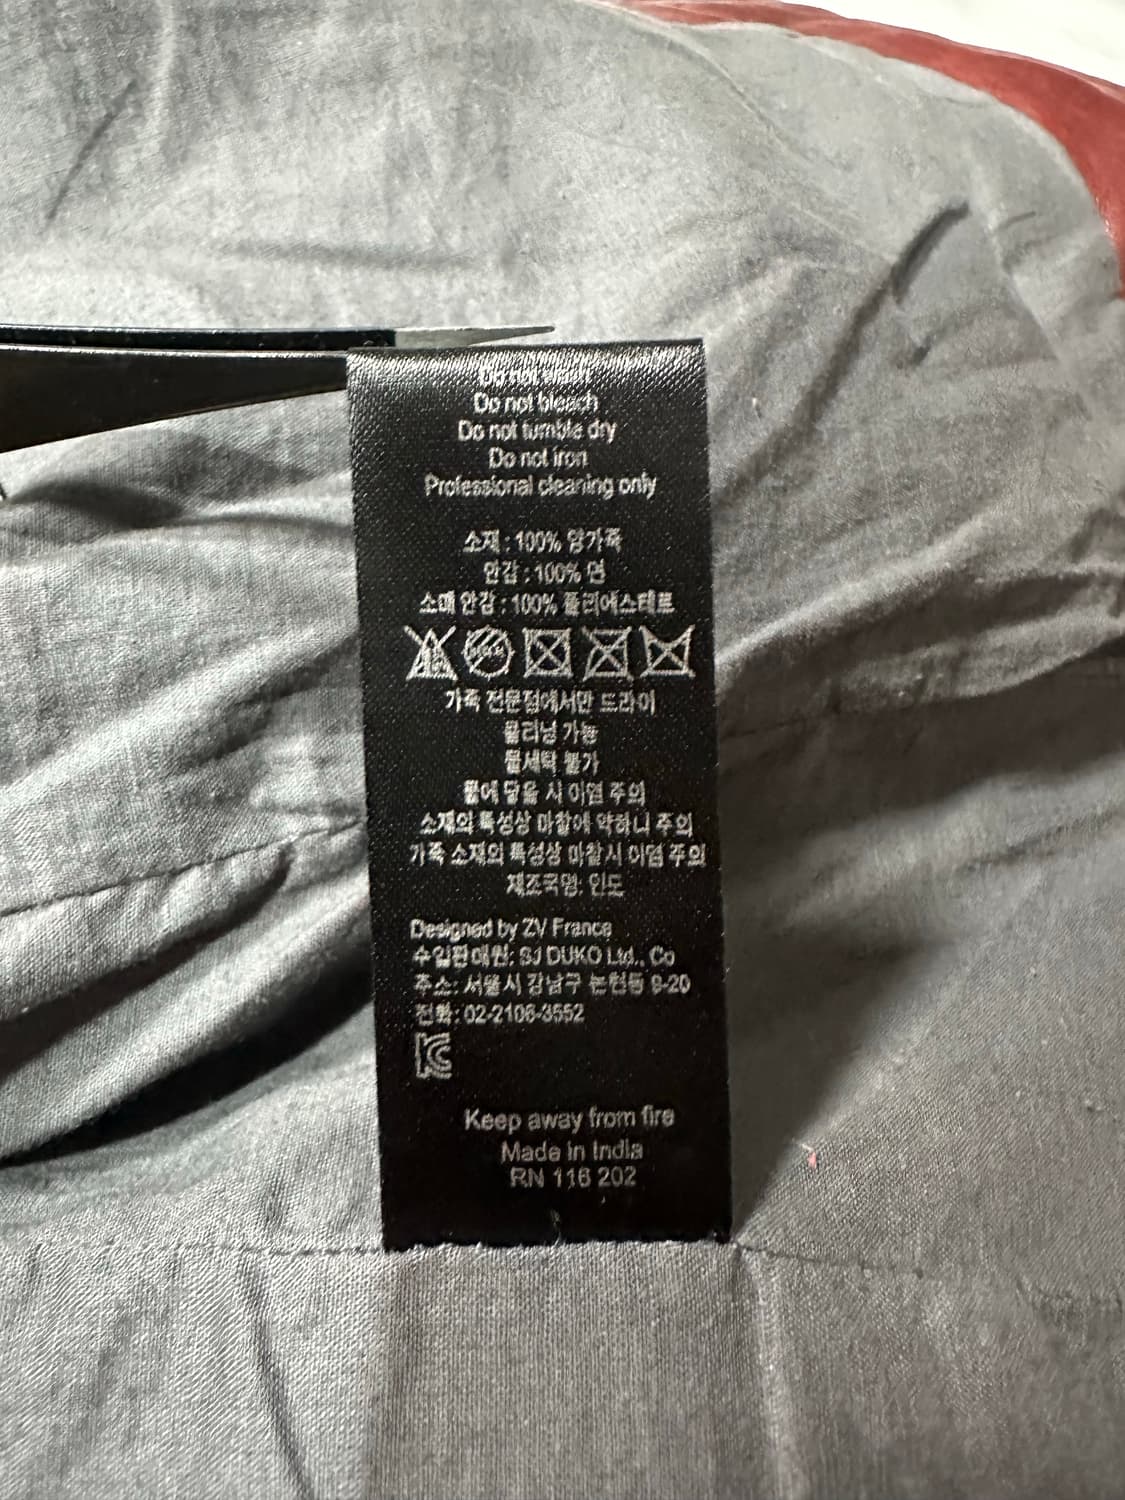 Do not wash
Do not bleach
Do not tumble dry
Do not iron
Professional cleaning only
소재 : 100% 양가죽
안감 : 100% 면
소매 안감 : 100% 폴리에스테르
가죽 전문점에서만 드라이
클리닝 가능
물세탁 불가
물에 닿을 시 이염 주의
소재의 특성상 마찰에 약하니 주의
가죽 소재의 특성상 마찰시 이염 주의
제조국명: 인도
Designed by ZV France
수입판매원: SJ DUKO Ltd., Co
주소: 서울시 강남구 논현동 9-20
전화: 02-2106-3552
KC
Keep away from fire
Made in India
RN 116 202